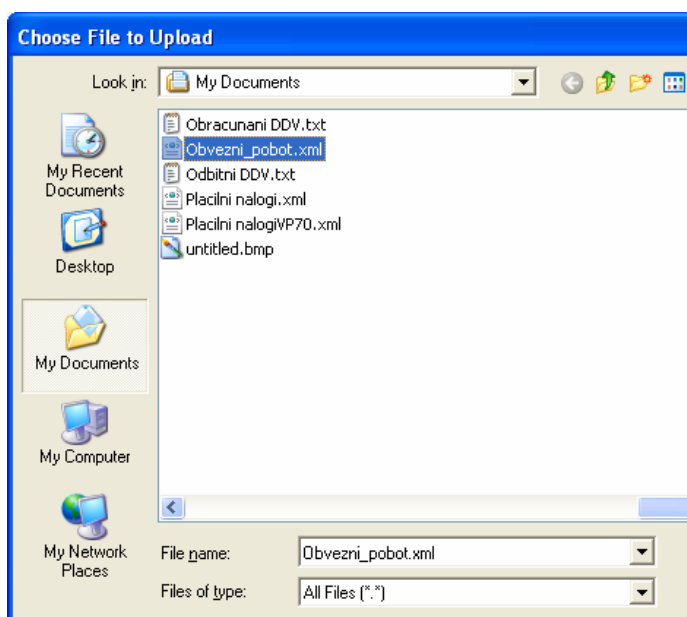 Choose File to Upload
Look in:
My Documents
My Recent
Documents
Desktop
My Documents
My Computer
My Network
Places
Obracunani DDV.txt
Obvezni_pobot.xml
Odbitni DDV.txt
Placilni nalogi.xml
Placilni nalogiVP70.xml
untitled.bmp
File name:
Obvezni_pobot.xml
Files of type:
All Files (*.*)